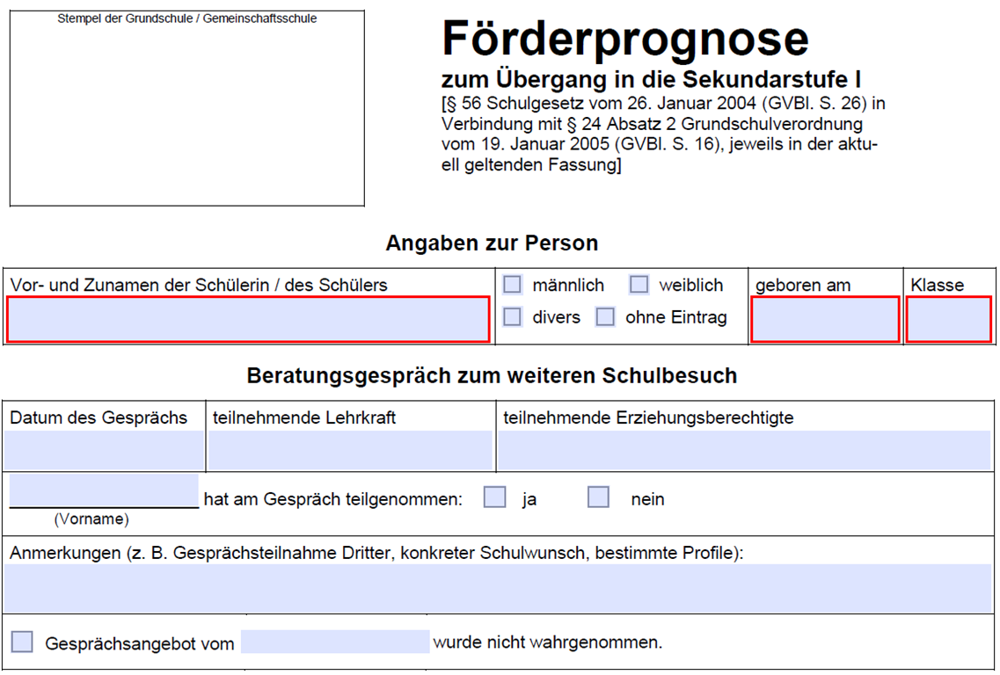 Stempel der Grundschule / Gemeinschaftsschule
Förderprognose
zum Übergang in die Sekundarstufe I
[§ 56 Schulgesetz vom 26. Januar 2004 (GVBl. S. 26) in
Verbindung mit § 24 Absatz 2 Grundschulverordnung
vom 19. Januar 2005 (GVBl. S. 16), jeweils in der aktu-
ell geltenden Fassung]
Angaben zur Person
Vor- und Zunamen der Schülerin / des Schülers
männlich weiblich
divers ohne Eintrag
geboren am
Klasse
Beratungsgespräch zum weiteren Schulbesuch
Datum des Gesprächs
teilnehmende Lehrkraft
teilnehmende Erziehungsberechtigte
hat am Gespräch teilgenommen: ja nein
(Vorname)
Anmerkungen (z. B. Gesprächsteilnahme Dritter, konkreter Schulwunsch, bestimmte Profile):
Gesprächsangebot vom wurde nicht wahrgenommen.